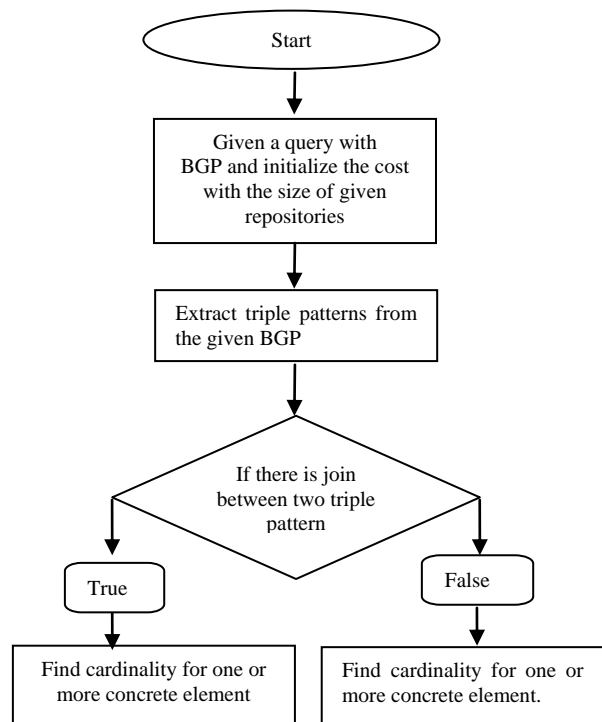 Start
Given a query with
BGP and initialize the cost
with the size of given
repositories
Extract triple patterns from
the given BGP
If there is join
between two triple
pattern
True
False
Find cardinality for one or
more concrete element
Find cardinality for one or
more concrete element.